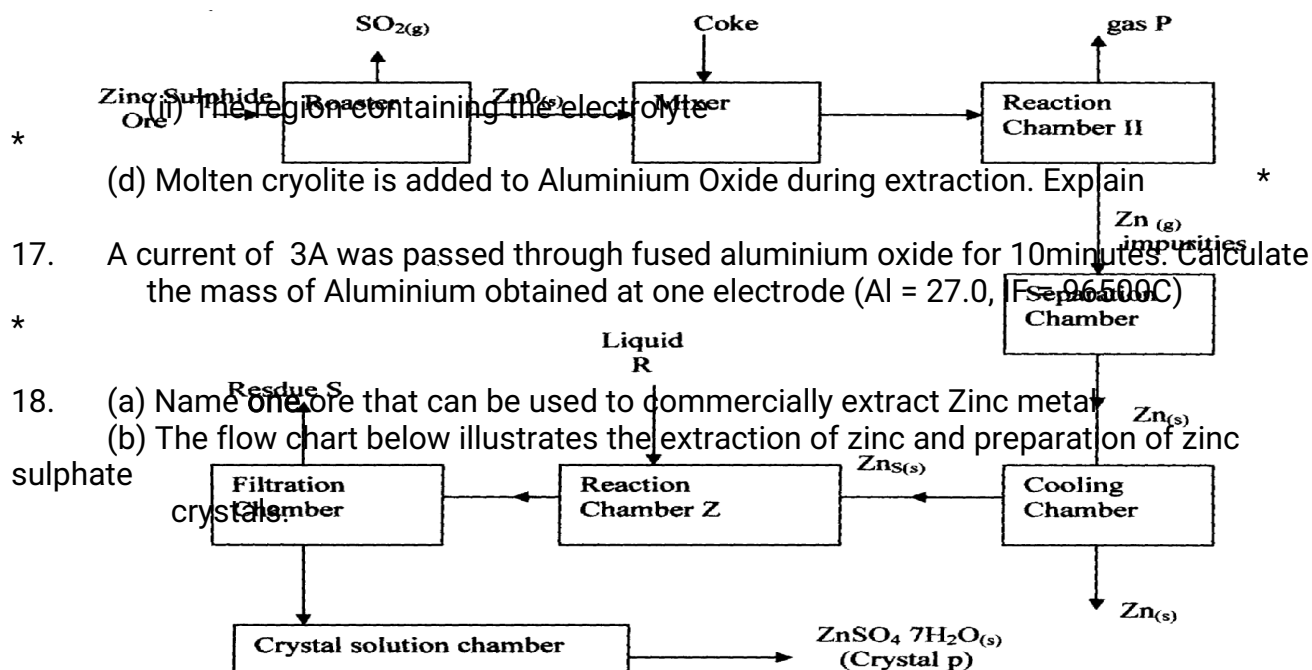 SO2(g)
Coke
gas P
Zinc Sulphide
Ore
Roaster
ZnO(s)
Mixer
Reaction
Chamber II
(ii) The region containing the electrolyte
*
(d) Molten cryolite is added to Aluminium Oxide during extraction. Explain *
Zn (g)
impurities
17. A current of 3A was passed through fused aluminium oxide for 10minutes. Calculate
the mass of Aluminium obtained at one electrode (Al = 27.0, IF = 96500C)
*
Separation
Chamber
Liquid
R
Resdue S
18. (a) Name one ore that can be used to commercially extract Zinc metal
Zn(s)
(b) The flow chart below illustrates the extraction of zinc and preparation of zinc
sulphate
crystals.
ZnS(s)
Filtration
Chamber
Reaction
Chamber Z
Cooling
Chamber
Zn(s)
Crystal solution chamber
ZnSO4 7H2O(s)
(Crystal p)